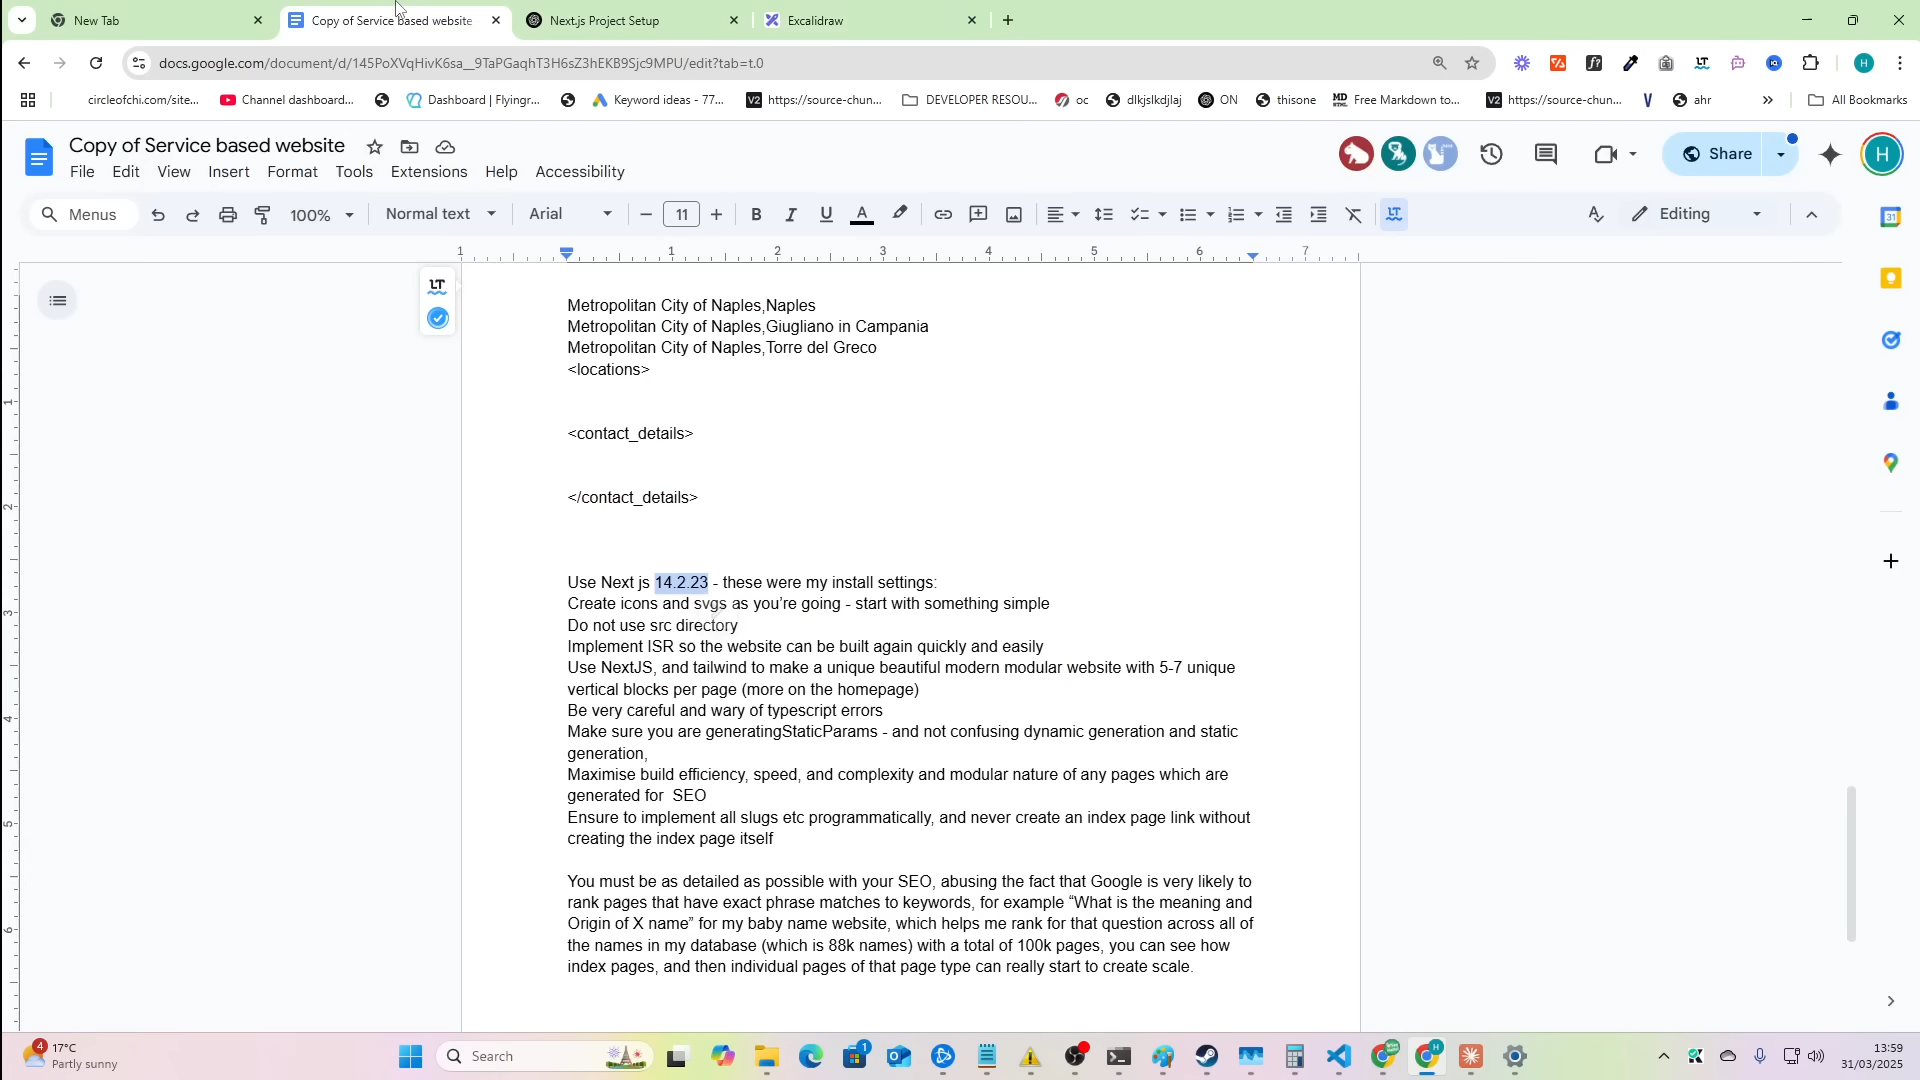 New Tab
Copy of Service based website
Next.js Project Setup
Excalidraw
docs.google.com/document/d/145PoXVqHivK6sa__9TaPGaqhT3H6sZ3hEKB9Sjc9MPU/edit?tab=t.0
circleofchi.com/site...
Channel dashboard...
Dashboard | Flyingr...
Keyword ideas - 77...
https://source-chun...
DEVELOPER RESOU...
oc
dlkjslkdjlaj
ON
thisone
Free Markdown to...
https://source-chun...
ahr
All Bookmarks
Copy of Service based website
Share
File Edit View Insert Format Tools Extensions Help Accessibility
Menus
100%
Normal text
Arial
11
Editing
1 1 2 3 4 5 6 7
Metropolitan City of Naples,Naples
Metropolitan City of Naples,Giugliano in Campania
Metropolitan City of Naples,Torre del Greco
<locations>
<contact_details>
</contact_details>
Use Next js 14.2.23 - these were my install settings:
Create icons and svgs as you’re going - start with something simple
Do not use src directory
Implement ISR so the website can be built again quickly and easily
Use NextJS, and tailwind to make a unique beautiful modern modular website with 5-7 unique
vertical blocks per page (more on the homepage)
Be very careful and wary of typescript errors
Make sure you are generatingStaticParams - and not confusing dynamic generation and static
generation,
Maximise build efficiency, speed, and complexity and modular nature of any pages which are
generated for  SEO
Ensure to implement all slugs etc programmatically, and never create an index page link without
creating the index page itself
You must be as detailed as possible with your SEO, abusing the fact that Google is very likely to
rank pages that have exact phrase matches to keywords, for example “What is the meaning and
Origin of X name” for my baby name website, which helps me rank for that question across all of
the names in my database (which is 88k names) with a total of 100k pages, you can see how
index pages, and then individual pages of that page type can really start to create scale.
17°C
Partly sunny
Search
13:59
31/03/2025